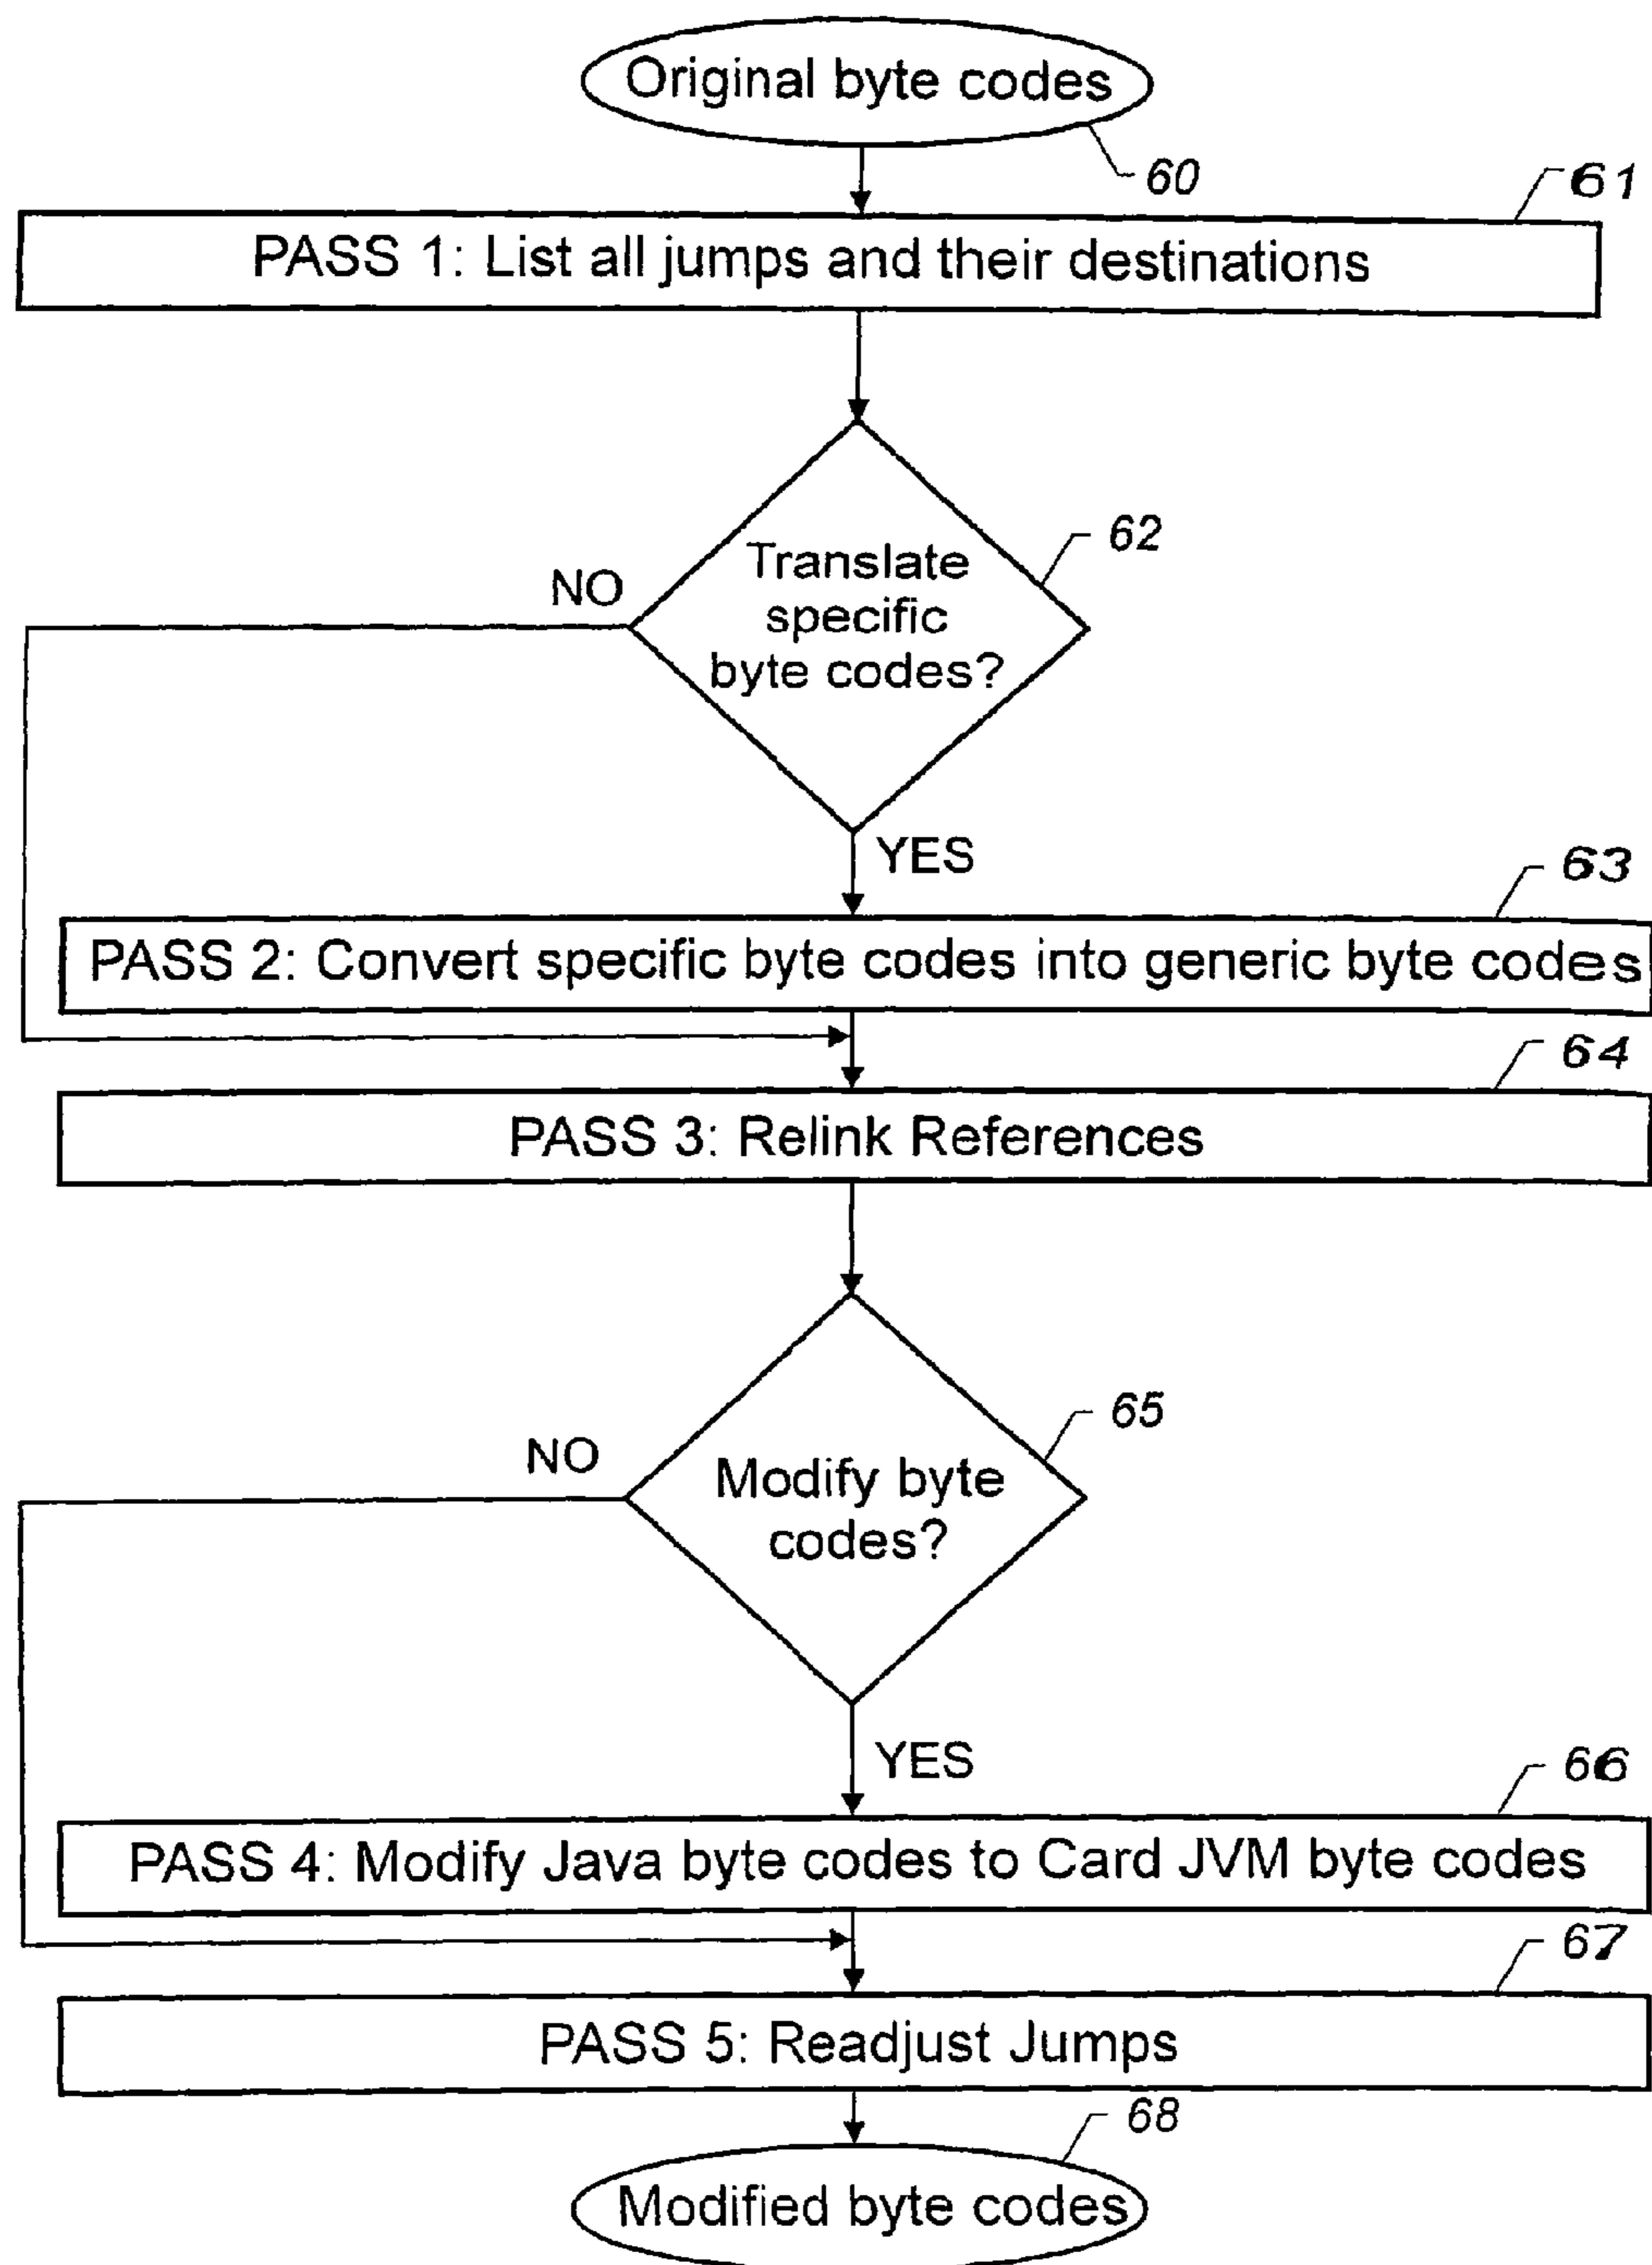 Original byte codes
60
61
PASS 1: List all jumps and their destinations
62
Translate
specific
byte codes?
NO
YES
63
PASS 2: Convert specific byte codes into generic byte codes
64
PASS 3: Relink References
65
NO
Modify byte
codes?
YES
66
PASS 4: Modify Java byte codes to Card JVM byte codes
67
PASS 5: Readjust Jumps
68
Modified byte codes